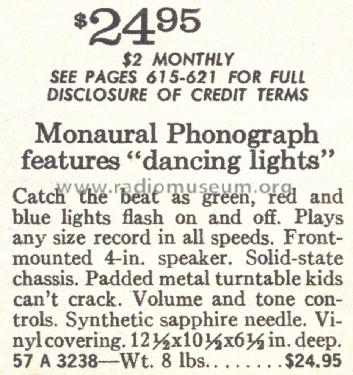 $24⁹⁵
$2 MONTHLY
SEE PAGES 615-621 FOR FULL
DISCLOSURE OF CREDIT TERMS
Monaural Phonograph
features "dancing lights"
www.radiomuseum.org
Catch the beat as green, red and
blue lights flash on and off. Plays
any size record in all speeds. Front-
mounted 4-in. speaker. Solid-state
chassis. Padded metal turntable kids
can't crack. Volume and tone con-
trols. Synthetic sapphire needle. Vi-
nyl covering. 12½x10½x6½ in. deep.
57 A 3238—Wt. 8 lbs........$24.95